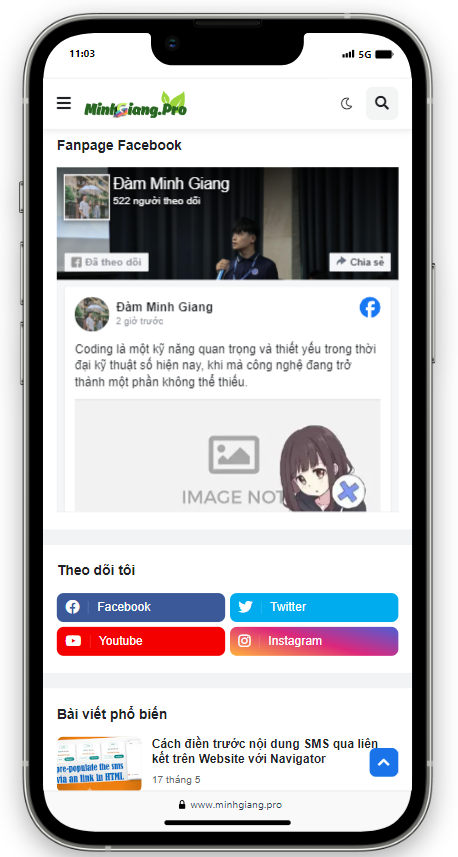 11:03
5G
MinhGiang.Pro
Fanpage Facebook
Đàm Minh Giang
522 người theo dõi
Đã theo dõi
Chia sẻ
Đàm Minh Giang
2 giờ trước
Coding là một kỹ năng quan trọng và thiết yếu trong thời
đại kỹ thuật số hiện nay, khi mà công nghệ đang trở
thành một phần không thể thiếu.
IMAGE NOT
Theo dõi tôi
Facebook
Twitter
Youtube
Instagram
Bài viết phổ biến
Cách điền trước nội dung SMS qua liên
kết trên Website với Navigator
17 tháng 5
pre-populate the sms
via an link in HTML
www.minhgiang.pro